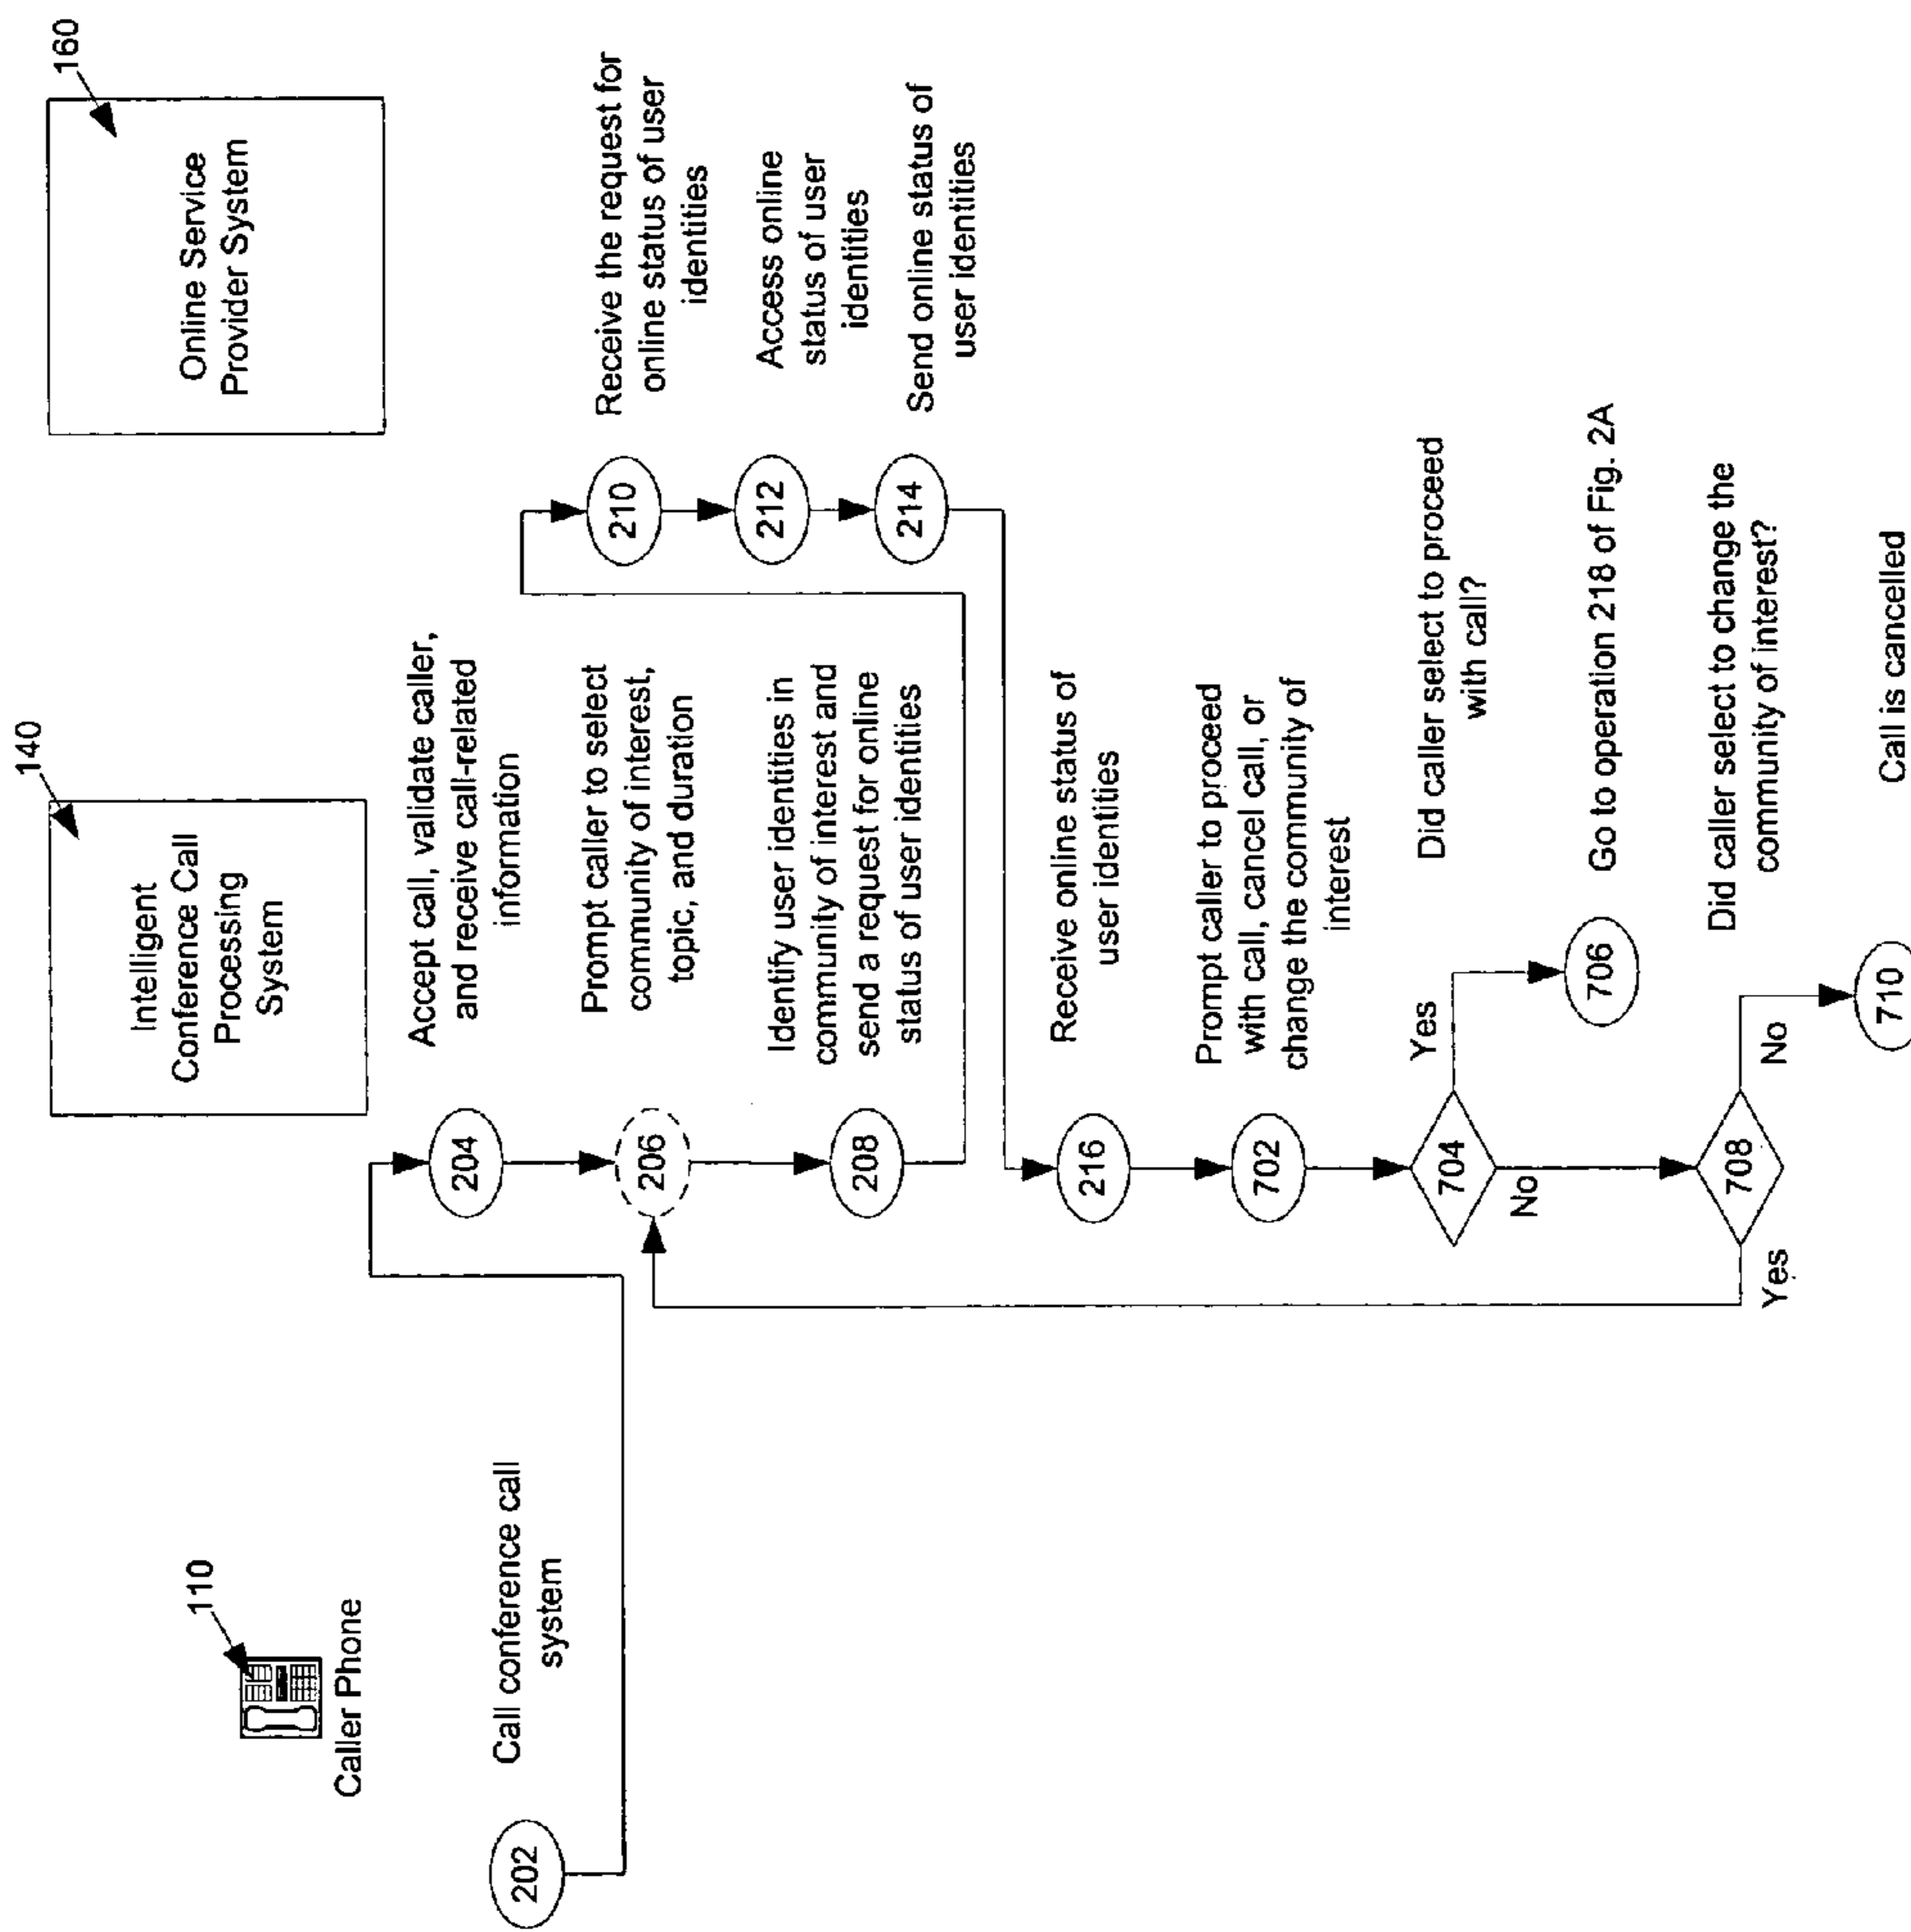 110
Caller Phone
140
Intelligent
Conference Call
Processing
System
160
Online Service
Provider System
202
Call conference call
system
204
Accept call, validate caller,
and receive call-related
information
206
Prompt caller to select
community of interest,
topic, and duration
208
Identify user identities in
community of interest and
send a request for online
status of user identities
210
Receive the request for
online status of user
identities
212
Access online
status of user
identities
214
Send online status of
user identities
216
Receive online status of
user identities
702
Prompt caller to proceed
with call, cancel call, or
change the community of
interest
704
Yes
No
Did caller select to proceed
with call?
706
Go to operation 218 of Fig. 2A
708
Yes
No
Did caller select to change the
community of interest?
710
Call is cancelled